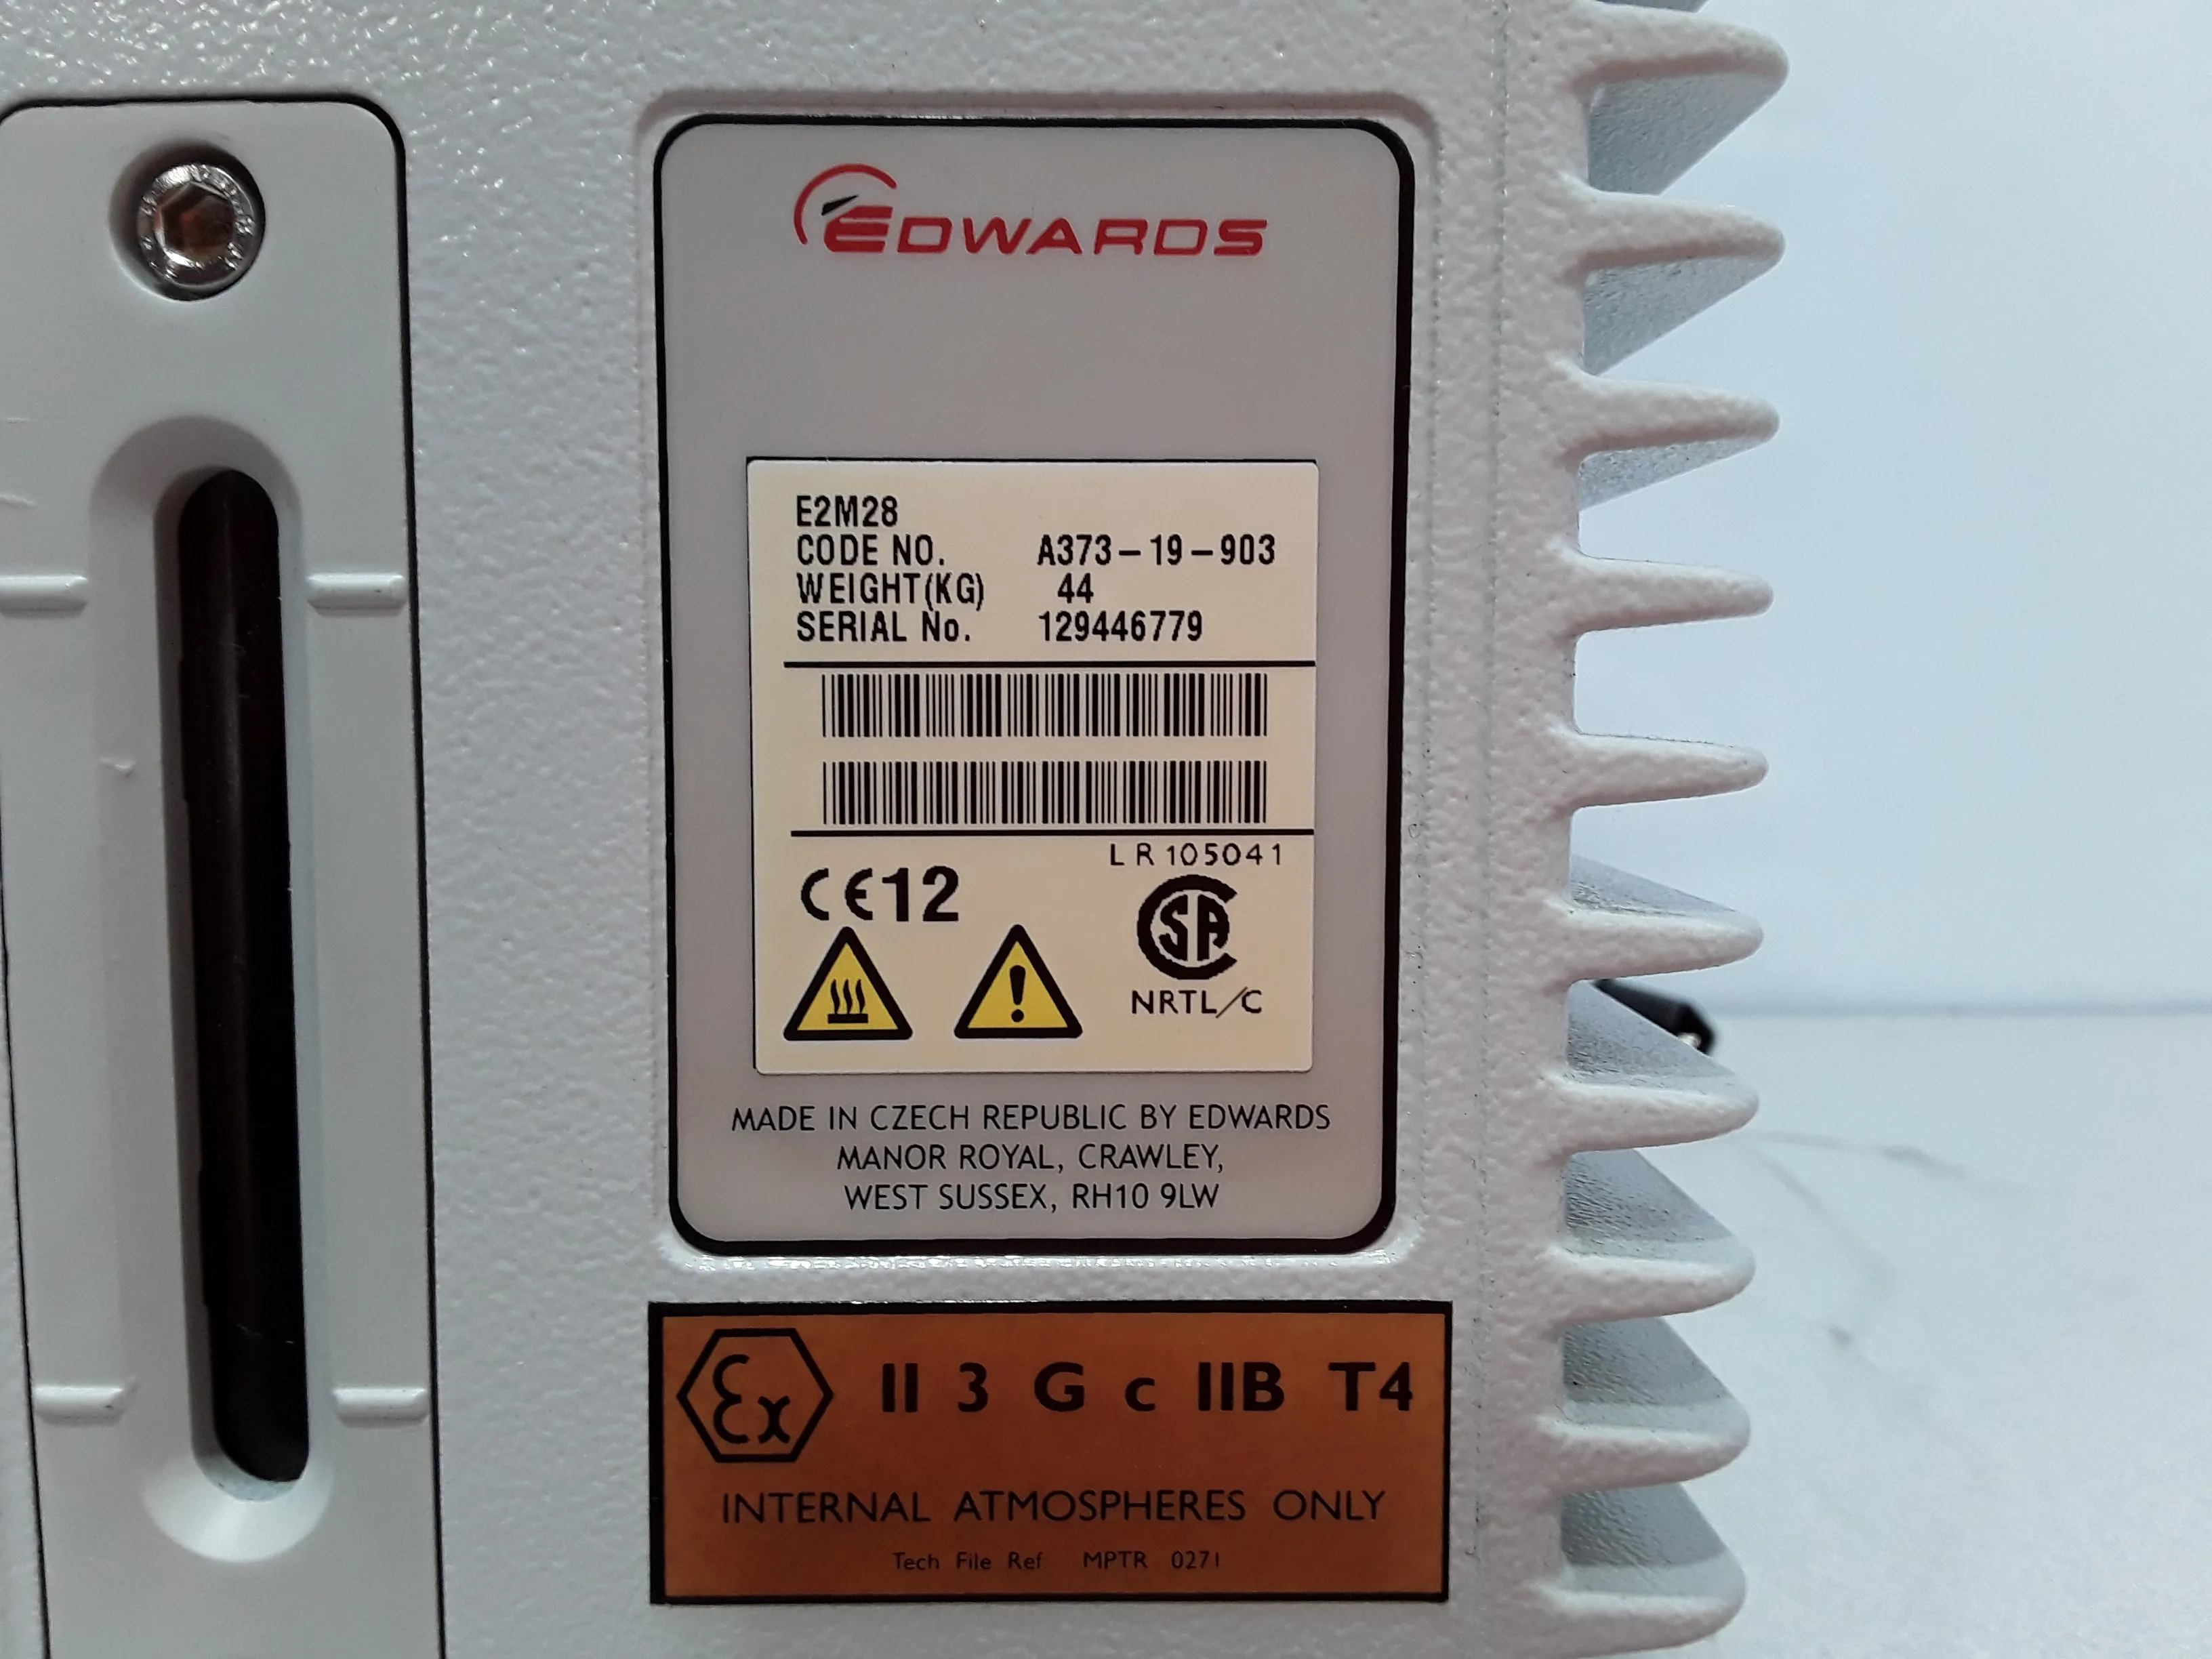 EDWARDS
E2M28
CODE NO. A373-19-903
WEIGHT(KG) 44
SERIAL No. 129446779
LR105041
CE12
CSA
NRTL/C
MADE IN CZECH REPUBLIC BY EDWARDS
MANOR ROYAL, CRAWLEY,
WEST SUSSEX, RH10 9LW
Ex II 3 G c IIB T4
INTERNAL ATMOSPHERES ONLY
Tech File Ref MPTR 0271